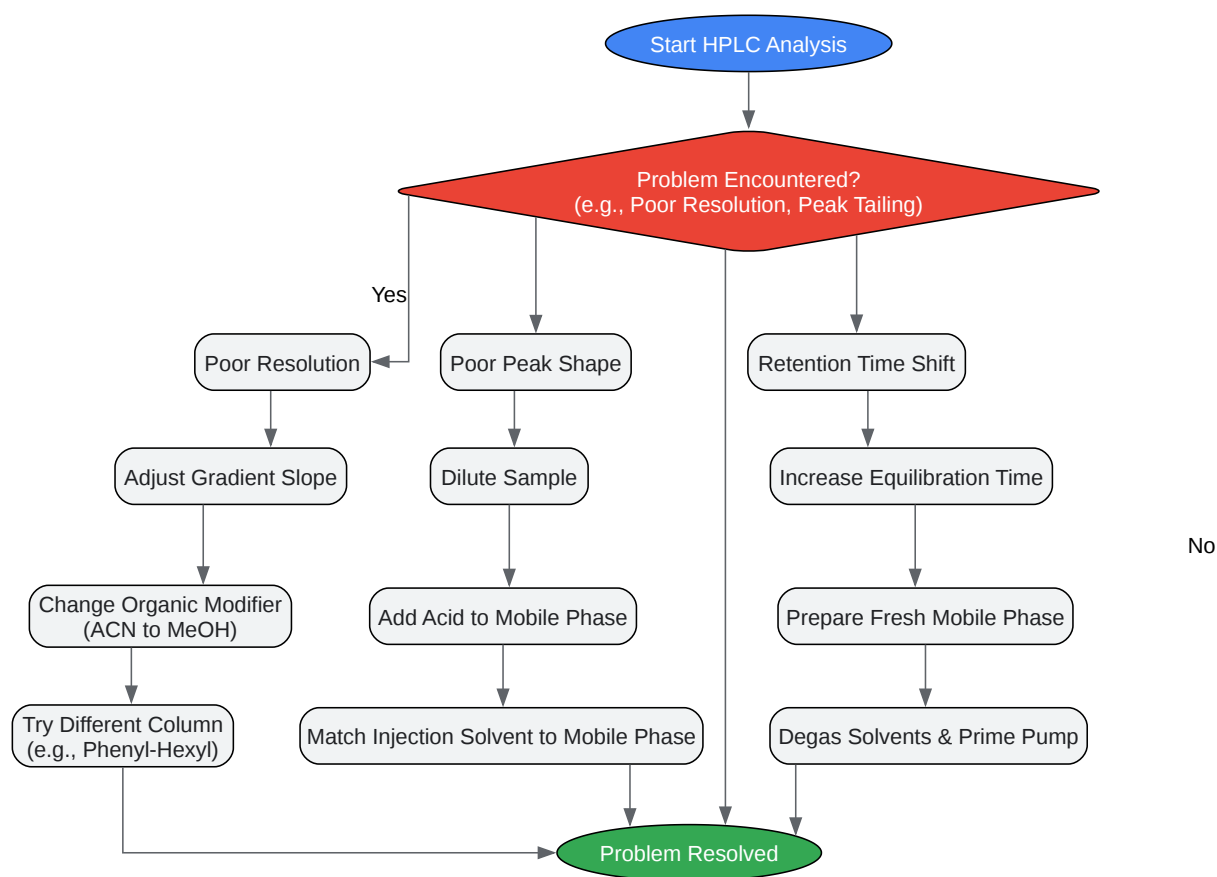 Start HPLC Analysis
Problem Encountered?
(e.g., Poor Resolution, Peak Tailing)
Yes
Poor Resolution
Poor Peak Shape
Retention Time Shift
Adjust Gradient Slope
Dilute Sample
Increase Equilibration Time
No
Change Organic Modifier
(ACN to MeOH)
Add Acid to Mobile Phase
Prepare Fresh Mobile Phase
Try Different Column
(e.g., Phenyl-Hexyl)
Match Injection Solvent to Mobile Phase
Degas Solvents & Prime Pump
Problem Resolved